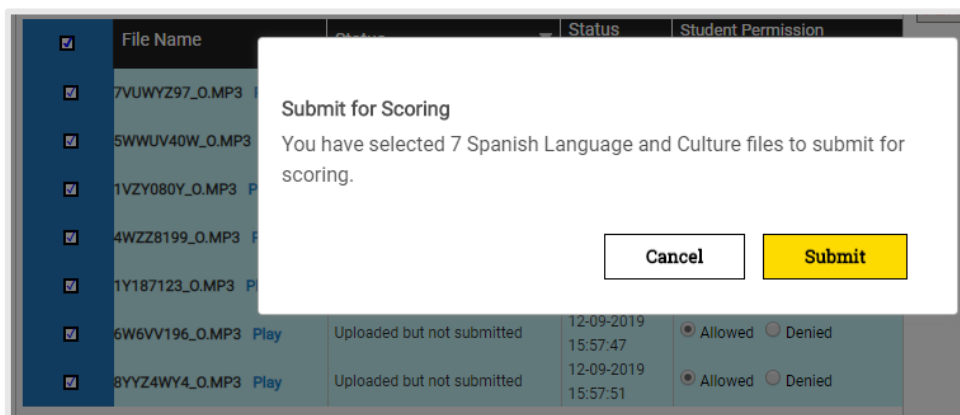 File Name
Status
Student Permission
7VUWYZ97_O.MP3
5WWUV40W_O.MP3
1VZY080Y_O.MP3
4WZZ8199_O.MP3
1Y187123_O.MP3
Submit for Scoring
You have selected 7 Spanish Language and Culture files to submit for
scoring.
Cancel Submit
6W6VV196_O.MP3 Play Uploaded but not submitted 12-09-2019
15:57:47 Allowed Denied
8YYZ4WY4_O.MP3 Play Uploaded but not submitted 12-09-2019
15:57:51 Allowed Denied